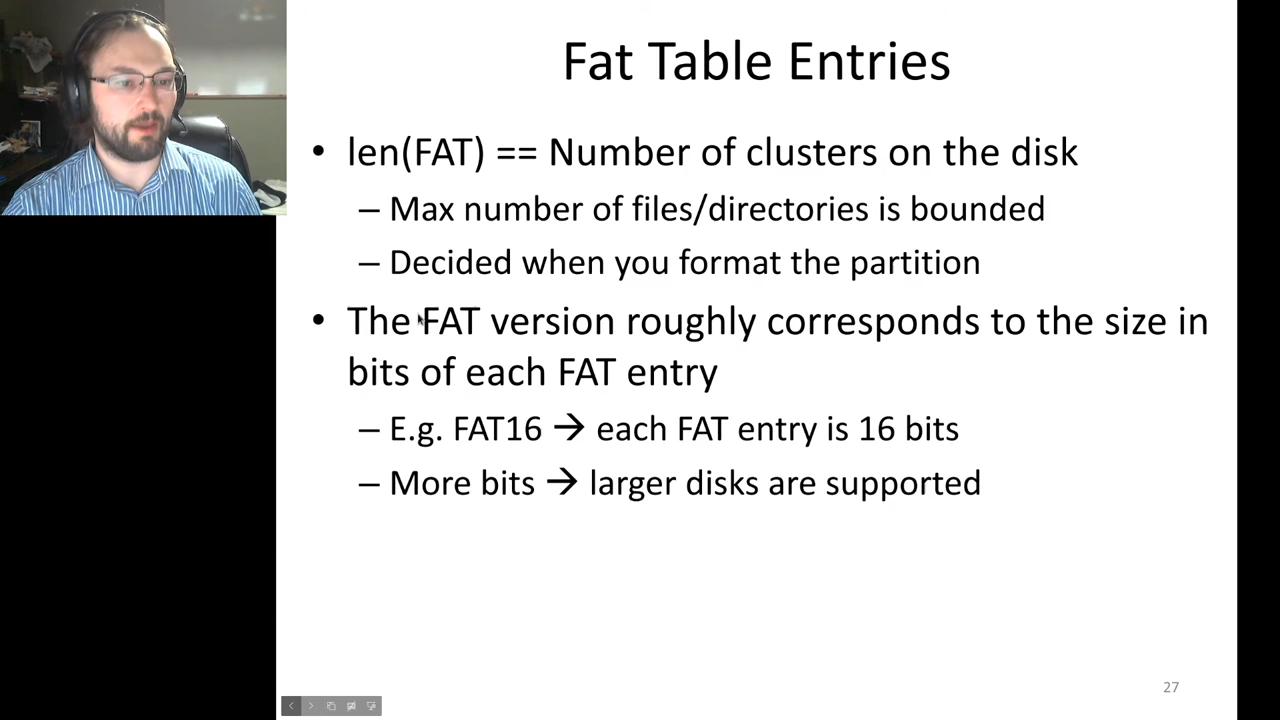 Fat Table Entries
• len(FAT) == Number of clusters on the disk
– Max number of files/directories is bounded
– Decided when you format the partition
• The FAT version roughly corresponds to the size in
bits of each FAT entry
– E.g. FAT16 → each FAT entry is 16 bits
– More bits → larger disks are supported
27